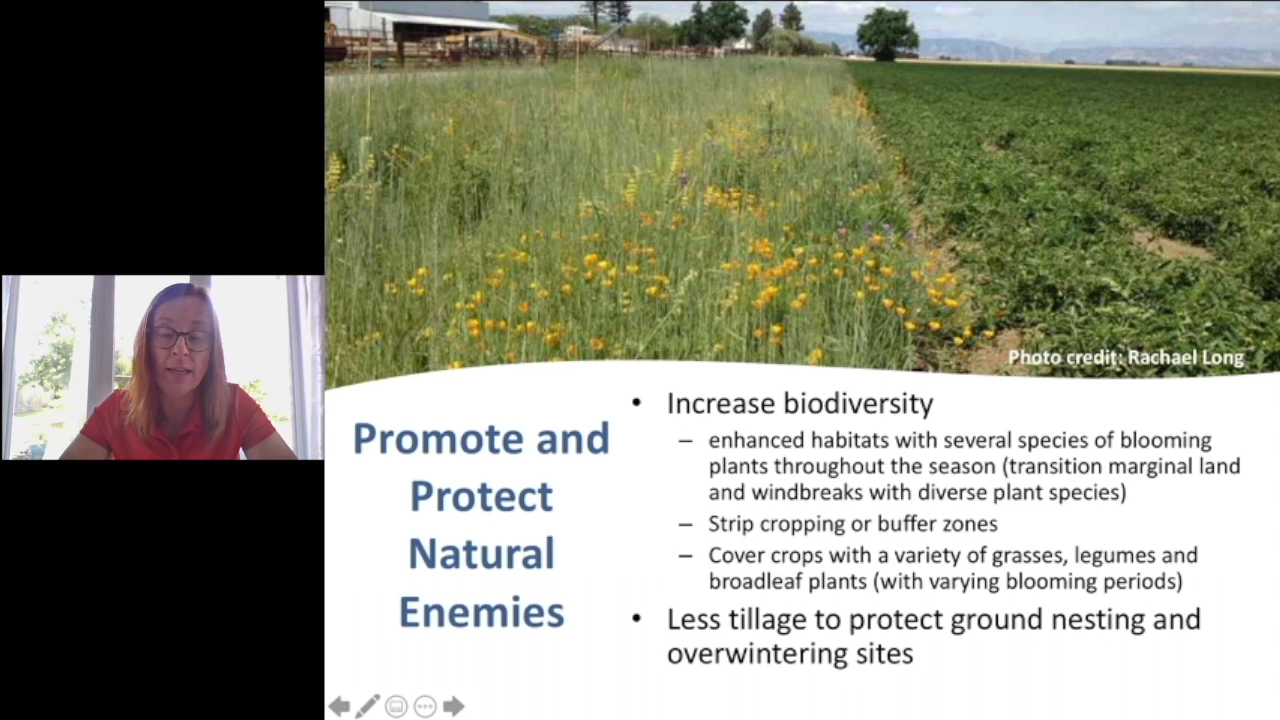 Photo credit: Rachael Long
Promote and
Protect
Natural
Enemies
• Increase biodiversity
– enhanced habitats with several species of blooming
plants throughout the season (transition marginal land
and windbreaks with diverse plant species)
– Strip cropping or buffer zones
– Cover crops with a variety of grasses, legumes and
broadleaf plants (with varying blooming periods)
• Less tillage to protect ground nesting and
overwintering sites